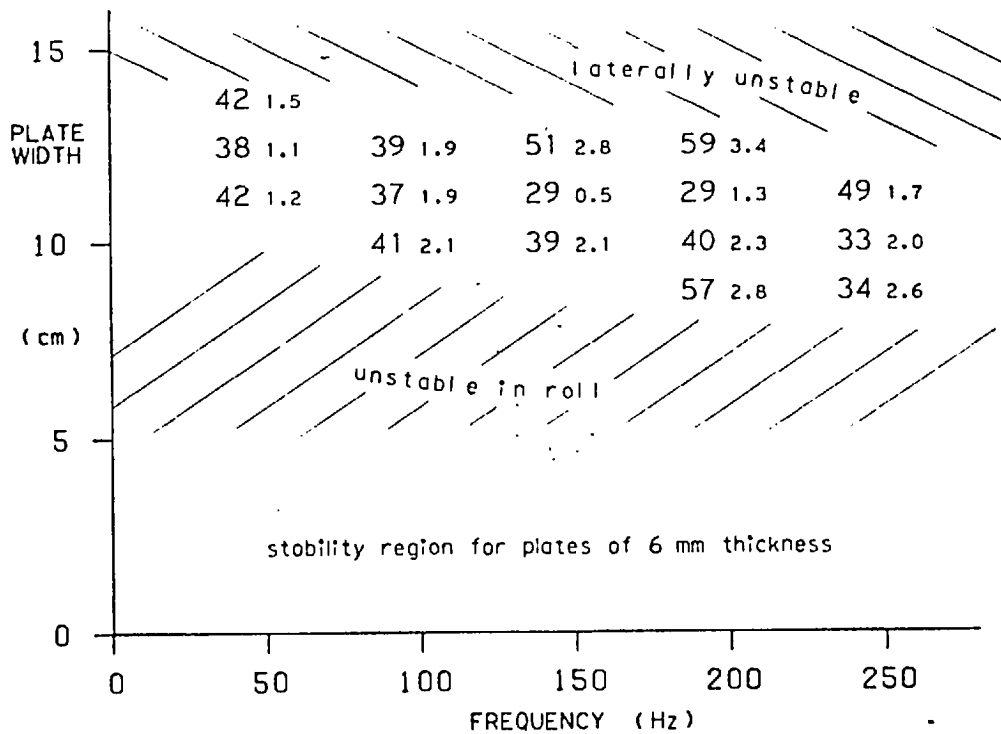 15
laterally unstable
42 1.5
PLATE
WIDTH
38 1.1 39 1.9 51 2.8 59 3.4
42 1.2 37 1.9 29 0.5 29 1.3 49 1.7
10 41 2.1 39 2.1 40 2.3 33 2.0
57 2.8 34 2.6
(cm)
unstable in roll
5
stobility region for plates of 6 mm thickness
0
0 50 100 150 200 250
FREQUENCY (Hz)